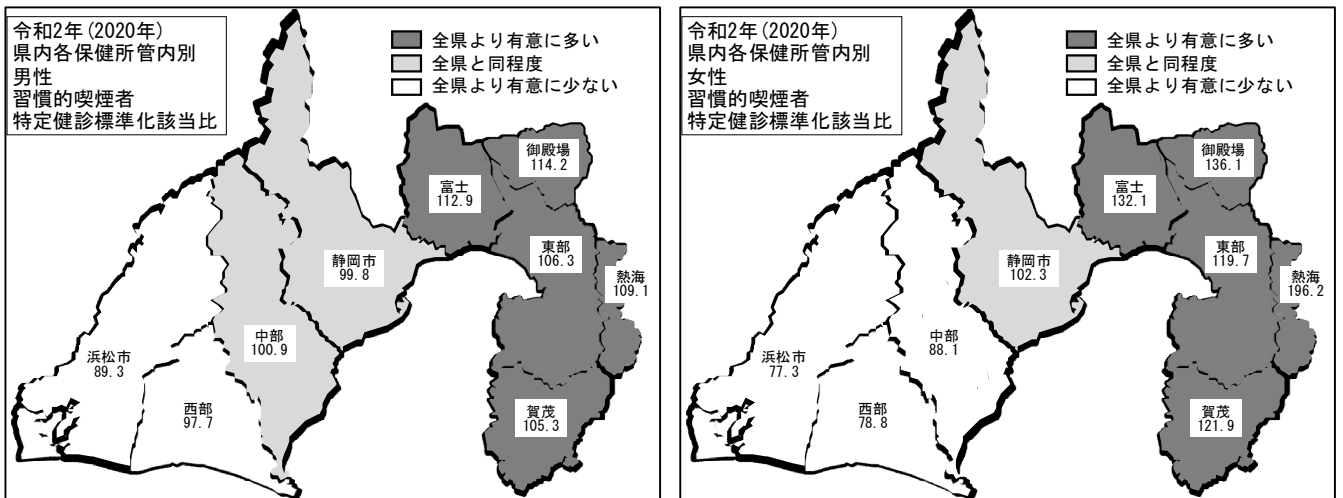 令和2年(2020年)
県内各保健所管内別
男性
習慣的喫煙者
特定健診標準化該当比
全県より有意に多い
全県と同程度
全県より有意に少ない
御殿場
114.2
富士
112.9
東部
106.3
静岡市
99.8
熱海
109.1
中部
100.9
浜松市
89.3
西部
97.7
賀茂
105.3
令和2年(2020年)
県内各保健所管内別
女性
習慣的喫煙者
特定健診標準化該当比
全県より有意に多い
全県と同程度
全県より有意に少ない
御殿場
136.1
富士
132.1
東部
119.7
静岡市
102.3
熱海
196.2
中部
88.1
浜松市
77.3
西部
78.8
賀茂
121.9